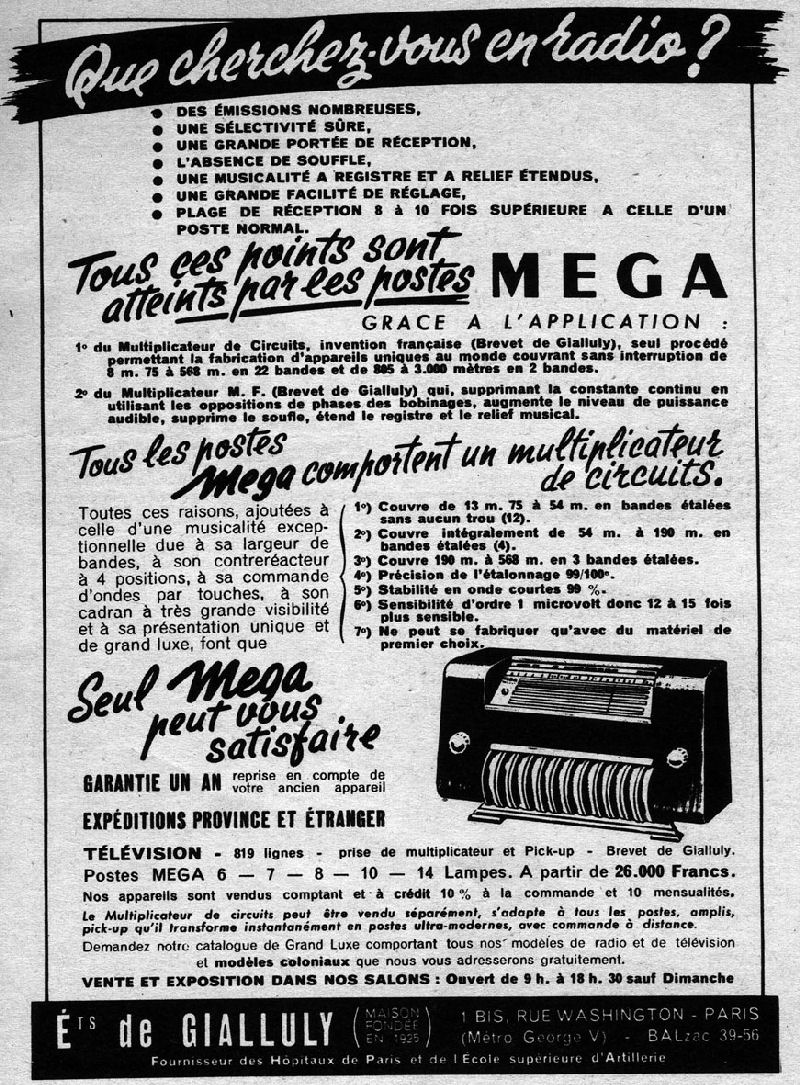 Que cherchez-vous en radio ?
● DES ÉMISSIONS NOMBREUSES,
● UNE SÉLECTIVITÉ SÛRE,
● UNE GRANDE PORTÉE DE RÉCEPTION,
● L'ABSENCE DE SOUFFLE,
● UNE MUSICALITÉ A REGISTRE ET A RELIEF ÉTENDUS,
● UNE GRANDE FACILITÉ DE RÉGLAGE,
● PLAGE DE RÉCEPTION 8 à 10 FOIS SUPÉRIEURE A CELLE D'UN
POSTE NORMAL.
Tous ces points sont
atteints par les postes MEGA
GRACE A L'APPLICATION :
1° du Multiplicateur de Circuits, invention française (Brevet de Gialluly), seul procédé
permettant la fabrication d'appareils uniques au monde couvrant sans interruption de
8 m. 75 à 568 m. en 22 bandes et de 805 à 3.000 mètres en 2 bandes.
2° du Multiplicateur M. F. (Brevet de Gialluly) qui, supprimant la constante continu en
utilisant les oppositions de phases des bobinages, augmente le niveau de puissance
audible, supprime le soufle, étend le registre et le relief musical.
Tous les postes
Mega comportent un multiplicateur
de circuits.
Toutes ces raisons, ajoutées à
celle d'une musicalité excep-
tionnelle due à sa largeur de
bandes, à son contreréacteur
à 4 positions, à sa commande
d'ondes par touches, à son
cadran à très grande visibilité
et à sa présentation unique et
de grand luxe, font que
1°) Couvre de 13 m. 75 à 54 m. en bandes étalées
sans aucun trou (12).
2°) Couvre intégralement de 54 m. à 190 m. en
bandes étalées (4).
3°) Couvre 190 m. à 568 m. en 3 bandes étalées.
4°) Précision de l'étalonnage 99/100e.
5°) Stabilité en onde courtes 99 %.
6°) Sensibilité d'ordre 1 microvolt donc 12 à 15 fois
plus sensible.
7°) Ne peut se fabriquer qu'avec du matériel de
premier choix.
Seul Mega
peut vous
satisfaire
GARANTIE UN AN reprise en compte de
votre ancien appareil
EXPÉDITIONS PROVINCE ET ÉTRANGER
TÉLÉVISION - 819 lignes - prise de multiplicateur et Pick-up - Brevet de Gialluly.
Postes MEGA 6 — 7 — 8 — 10 — 14 Lampes. A partir de 26.000 Francs.
Nos appareils sont vendus comptant et à crédit 10 % à la commande et 10 mensualités.
Le Multiplicateur de circuits peut être vendu séparément, s'adapte à tous les postes, amplis,
pick-up qu'il transforme instantanément en postes ultra-modernes, avec commande à distance.
Demandez notre catalogue de Grand Luxe comportant tous nos modèles de radio et de télévision
et modèles coloniaux que nous vous adresserons gratuitement.
VENTE ET EXPOSITION DANS NOS SALONS : Ouvert de 9 h. à 18 h. 30 sauf Dimanche
Éts de GIALLULY (MAISON FONDÉE EN 1925) 1 BIS, RUE WASHINGTON - PARIS
(Métro George V) - BALzac 39-56
Fournisseur des Hôpitaux de Paris et de l'École supérieure d'Artillerie